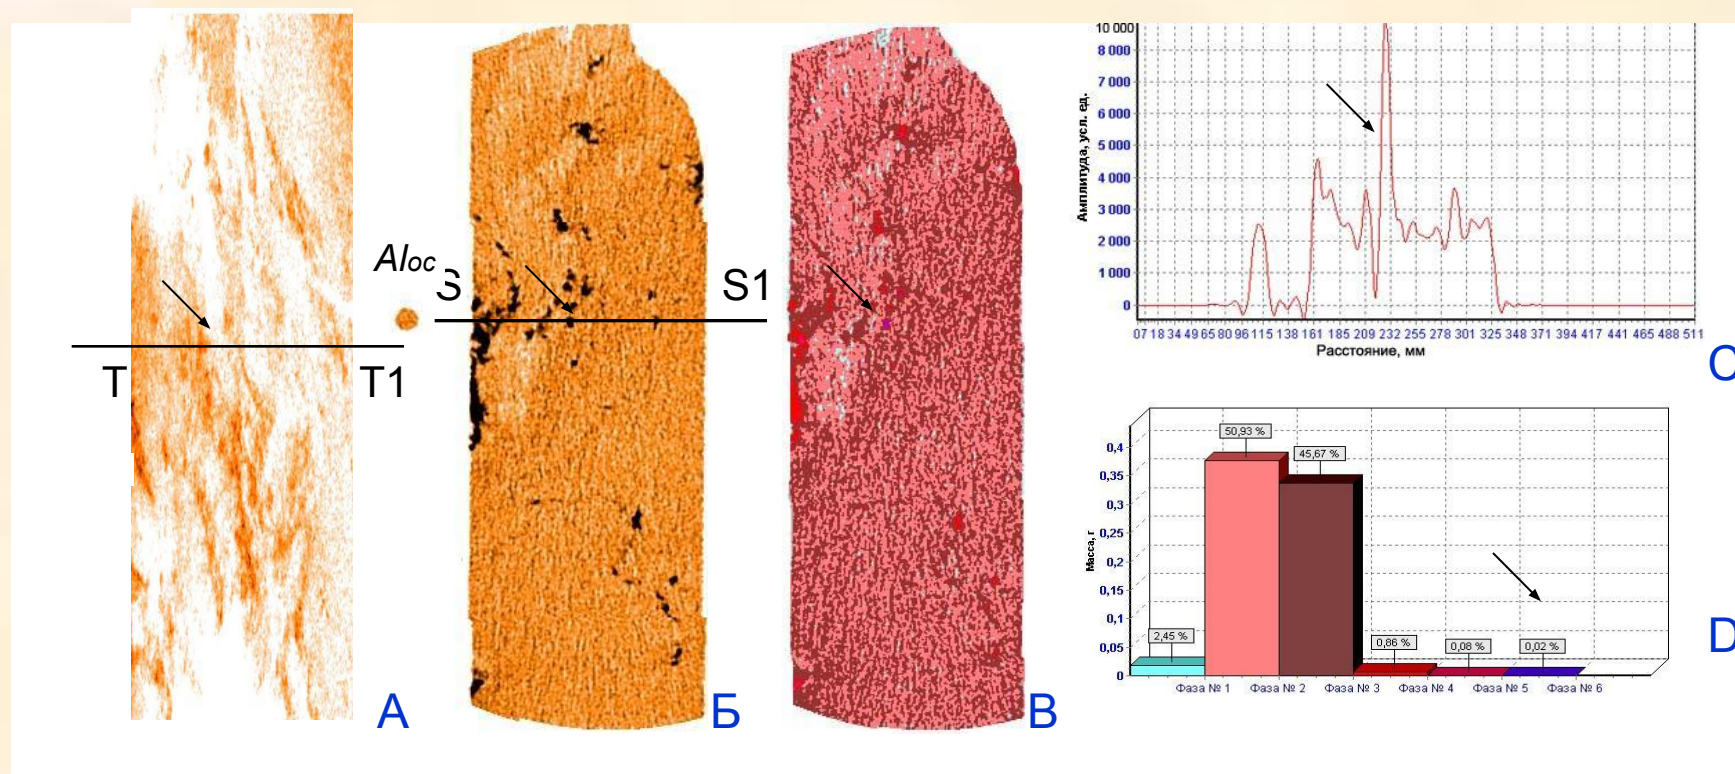 Aloc
S
S1
T
T1
А
Б
В
10 000
8 000
7 000
6 000
5 000
4 000
3 000
2 000
1 000
0
Амплитуда, усл. ед.
07 18 34 49 65 80 96 115 138 161 185 209 232 255 278 301 325 348 371 394 417 441 465 488 511
Расстояние, мм
C
0,4
0,35
0,3
0,25
0,2
0,15
0,1
0,05
0
Масса, г
2,45 %
50,93 %
45,67 %
0,86 %
0,08 %
0,02 %
Фаза № 1 Фаза № 2 Фаза № 3 Фаза № 4 Фаза № 5 Фаза № 6
D